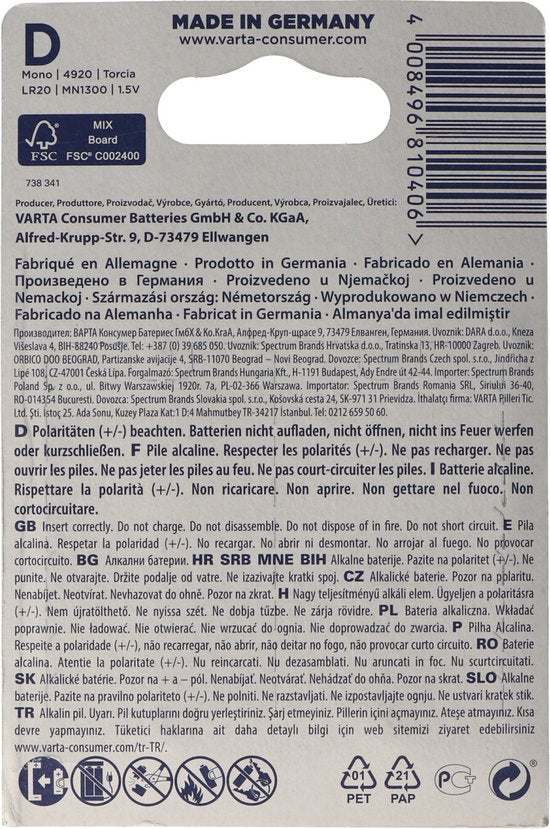 MADE IN GERMANY
www.varta-consumer.com
D
Mono | 4920 | Torcia
LR20 | MN1300 | 1.5V
4 008496 810406 >
FSC
MIX
Board
FSC® C002400
738 341
Producer, Produttore, Proizvođač, Výrobce, Gyártó, Producent, Výrobca, Proizvajalec, Üretici:
VARTA Consumer Batteries GmbH & Co. KGaA,
Alfred-Krupp-Str. 9, D-73479 Ellwangen
Fabriqué en Allemagne · Prodotto in Germania · Fabricado en Alemania ·
Произведено в Германия · Proizvedeno u Njemačkoj · Proizvedeno u
Nemackoj · Származási ország: Németország · Wyprodukowano w Niemczech ·
Fabricado na Alemanha · Fabricat in Germania · Almanya'da imal edilmiştir
Производител: ВАРТА Консумер Батериес ГмбХ & Ко.КгаА, Алфред-Круп-щрасе 9, 73479 Елванген, Германия. Uvoznik: DARA d.o.o., Kneza
Višeslava 4, BIH-88240 Posušje. Tel: +387 (0) 39 685 050. Uvoznik: Spectrum Brands Hrvatska d.o.o., Tratinska 13, HR-10000 Zagreb. Uvoznik:
ORBICO DOO BEOGRAD, Partizanske avijacije 4, SRB-11070 Beograd – Novi Beograd. Dovozce: Spectrum Brands Czech spol. s r.o., Jindřicha z
Lipé 108, CZ-47001 Česká Lípa. Forgalmazó: Spectrum Brands Hungaria Kft., H-1191 Budapest, Ady Endre út 42-44. Importer: Spectrum Brands
Poland Sp. z o.o., ul. Bitwy Warszawskiej 1920r. 7a, PL-02-366 Warszawa. Importator: Spectrum Brands Romania SRL, Siriului 36-40,
RO-014354 Bucuresti. Dovozca: Spectrum Brands Slovakia spol. s r.o., Košovská cesta 24, SK-971 31 Prievidza. İthalatçı firma: VARTA Pilleri Tic.
Ltd. Şti. İstoç 25. Ada Sonu, Kuzey Plaza Kat:1 D:4 Mahmutbey TR-34217 İstanbul. Tel: 0212 659 50 60.
D Polaritäten (+/-) beachten. Batterien nicht aufladen, nicht öffnen, nicht ins Feuer werfen
oder kurzschließen. F Pile alcaline. Respecter les polarités (+/-). Ne pas recharger. Ne pas
ouvrir les piles. Ne pas jeter les piles au feu. Ne pas court-circuiter les piles. I Batterie alcaline.
Rispettare la polarità (+/-). Non ricaricare. Non aprire. Non gettare nel fuoco. Non
cortocircuitare.
GB Insert correctly. Do not charge. Do not disassemble. Do not dispose of in fire. Do not short circuit. E Pila
alcalina. Respetar la polaridad (+/-). No recargar. No abrir ni desmontar. No arrojar al fuego. No provocar
cortocircuito. BG Алкални батерии. HR SRB MNE BIH Alkalne baterije. Pazite na polaritet (+/-). Ne
punite. Ne otvarajte. Držite podalje od vatre. Ne izazivajte kratki spoj. CZ Alkalické baterie. Pozor na polaritu.
Nenabíjet. Neotvírat. Nevhazovat do ohně. Pozor na zkrat. H Nagy teljesítményű alkáli elem. Ügyeljen a polaritásra
(+/-). Nem újratölthető. Ne nyissa szét. Ne dobja tűzbe. Ne zárja rövidre. PL Bateria alkaliczna. Wkładać
poprawnie. Nie ładować. Nie otwierać. Nie wrzucać do ognia. Nie doprowadzać do zwarcia. P Pilha Alcalina.
Respeite a polaridade (+/-), não recarregar, não abrir, não deitar no fogo, não provocar curto circuito. RO Baterie
alcaline. Atentie la polaritate (+/-). Nu reincarcati. Nu dezasamblati. Nu aruncati in foc. Nu scurtcircuitati.
SK Alkalické batérie. Pozor na + a – pól. Nenabíjať. Neotvárať. Nehádzať do ohňa. Pozor na skrat. SLO Alkalne
baterije. Pazite na pravilno polariteto (+/-). Ne polniti. Ne razstavljati. Ne izpostavljajte ognju. Ne ustvari kratek stik.
TR Alkalin pil. Uyarı. Pil kutuplarını doğru yerleştiriniz. Şarj etmeyiniz. Pillerin içini açmayınız. Ateşe atmayınız. Kısa
devre yapmayınız. Tüketici haklarına ait daha detaylı bilgi için web sitemizi ziyaret edebilirsiniz
www.varta-consumer.com/tr-TR/.
01
PET
21
PAP